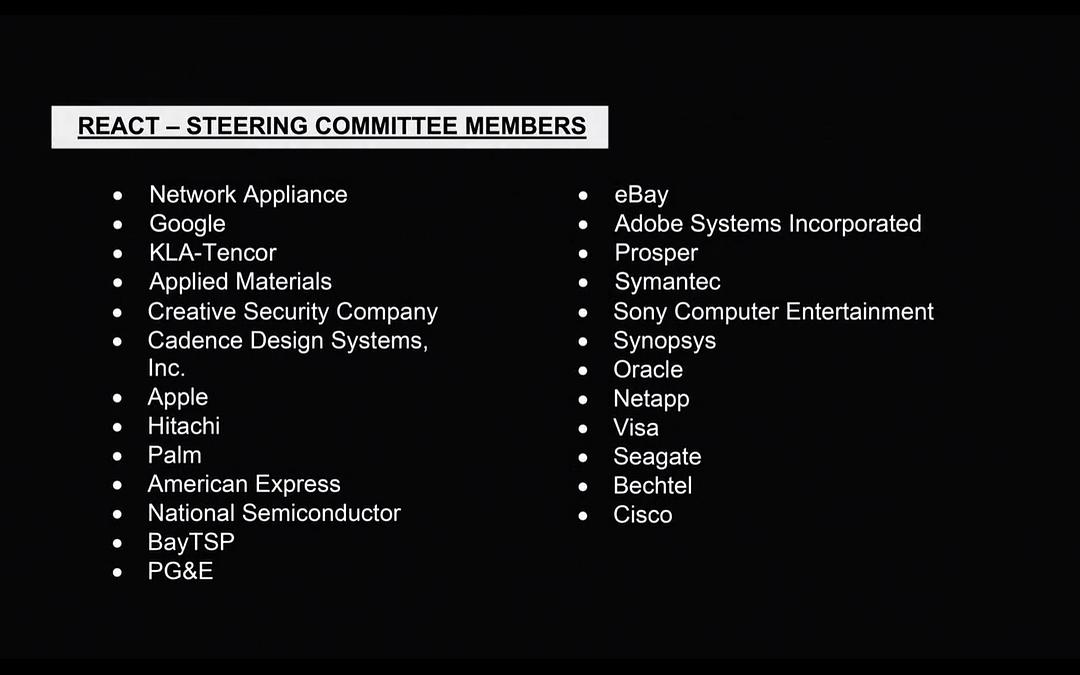 REACT – STEERING COMMITTEE MEMBERS
• Network Appliance
• Google
• KLA-Tencor
• Applied Materials
• Creative Security Company
• Cadence Design Systems,
Inc.
• Apple
• Hitachi
• Palm
• American Express
• National Semiconductor
• BayTSP
• PG&E
• eBay
• Adobe Systems Incorporated
• Prosper
• Symantec
• Sony Computer Entertainment
• Synopsys
• Oracle
• Netapp
• Visa
• Seagate
• Bechtel
• Cisco